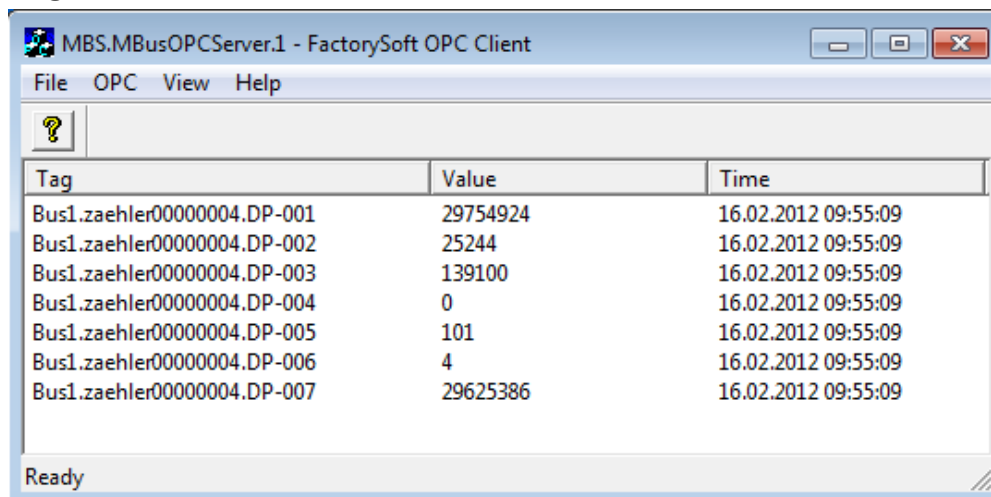 MBS.MBusOPCServer.1 - FactorySoft OPC Client
File OPC View Help
Tag Value Time
Bus1.zaehler00000004.DP-001 29754924 16.02.2012 09:55:09
Bus1.zaehler00000004.DP-002 25244 16.02.2012 09:55:09
Bus1.zaehler00000004.DP-003 139100 16.02.2012 09:55:09
Bus1.zaehler00000004.DP-004 0 16.02.2012 09:55:09
Bus1.zaehler00000004.DP-005 101 16.02.2012 09:55:09
Bus1.zaehler00000004.DP-006 4 16.02.2012 09:55:09
Bus1.zaehler00000004.DP-007 29625386 16.02.2012 09:55:09
Ready